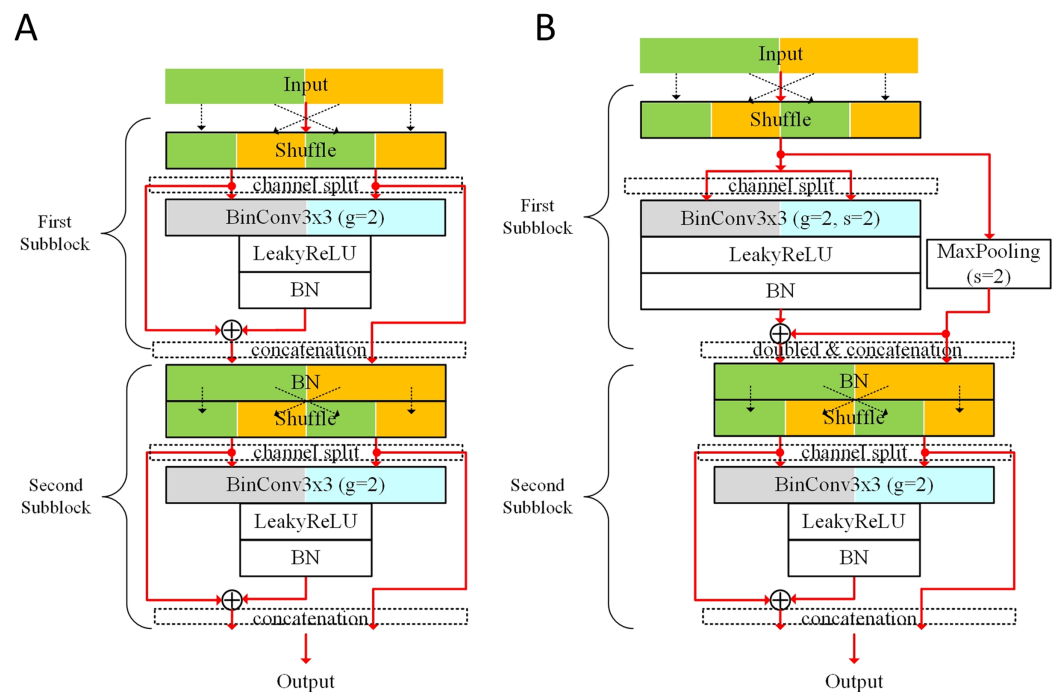 A
Input
Shuffle
channel split
BinConv3x3 (g=2)
LeakyReLU
BN
First
Subblock
concatenation
BN
Shuffle
channel split
BinConv3x3 (g=2)
LeakyReLU
BN
Second
Subblock
concatenation
Output
B
Input
Shuffle
channel split
BinConv3x3 (g=2, s=2)
LeakyReLU
BN
MaxPooling
(s=2)
First
Subblock
doubled & concatenation
BN
Shuffle
channel split
BinConv3x3 (g=2)
LeakyReLU
BN
Second
Subblock
concatenation
Output